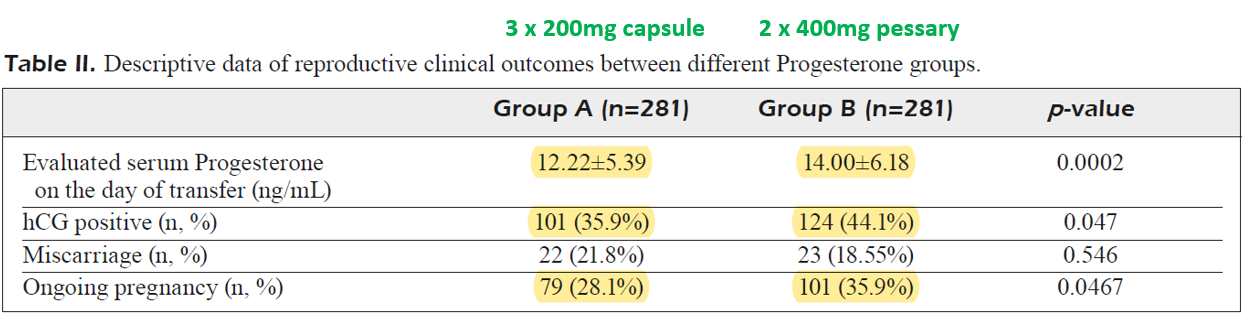 3 x 200mg capsule 2 x 400mg pessary
Table II. Descriptive data of reproductive clinical outcomes between different Progesterone groups.
Group A (n=281) Group B (n=281) p-value
Evaluated serum Progesterone 12.22±5.39 14.00±6.18 0.0002
on the day of transfer (ng/mL)
hCG positive (n, %) 101 (35.9%) 124 (44.1%) 0.047
Miscarriage (n, %) 22 (21.8%) 23 (18.55%) 0.546
Ongoing pregnancy (n, %) 79 (28.1%) 101 (35.9%) 0.0467